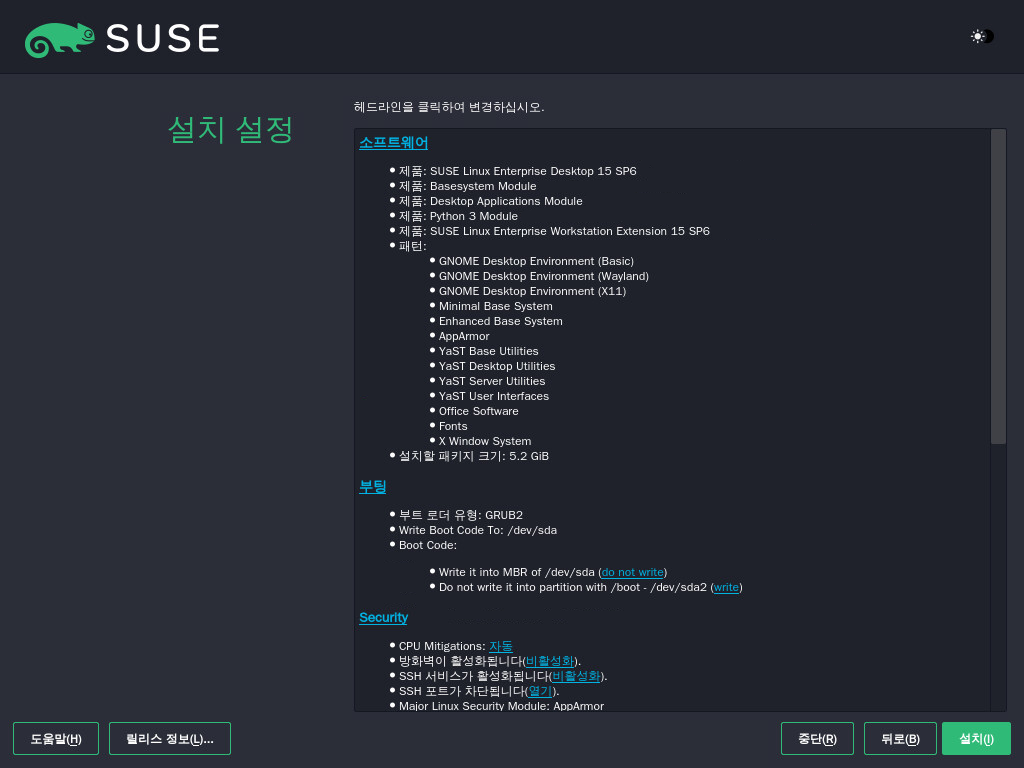 SUSE
헤드라인을 클릭하여 변경하십시오.
설치 설정
소프트웨어
제품: SUSE Linux Enterprise Desktop 15 SP6
제품: Basesystem Module
제품: Desktop Applications Module
제품: Python 3 Module
제품: SUSE Linux Enterprise Workstation Extension 15 SP6
패턴:
GNOME Desktop Environment (Basic)
GNOME Desktop Environment (Wayland)
GNOME Desktop Environment (X11)
Minimal Base System
Enhanced Base System
AppArmor
YaST Base Utilities
YaST Desktop Utilities
YaST Server Utilities
YaST User Interfaces
Office Software
Fonts
X Window System
설치할 패키지 크기: 5.2 GiB
부팅
부트 로더 유형: GRUB2
Write Boot Code To: /dev/sda
Boot Code:
Write it into MBR of /dev/sda (do not write)
Do not write it into partition with /boot - /dev/sda2 (write)
Security
CPU Mitigations: 자동
방화벽이 활성화됩니다(비활성화).
SSH 서비스가 활성화됩니다(비활성화).
SSH 포트가 차단됩니다(열기).
Major Linux Security Module: AppArmor
도움말(H) 릴리스 정보(L)... 중단(R) 뒤로(B) 설치(I)